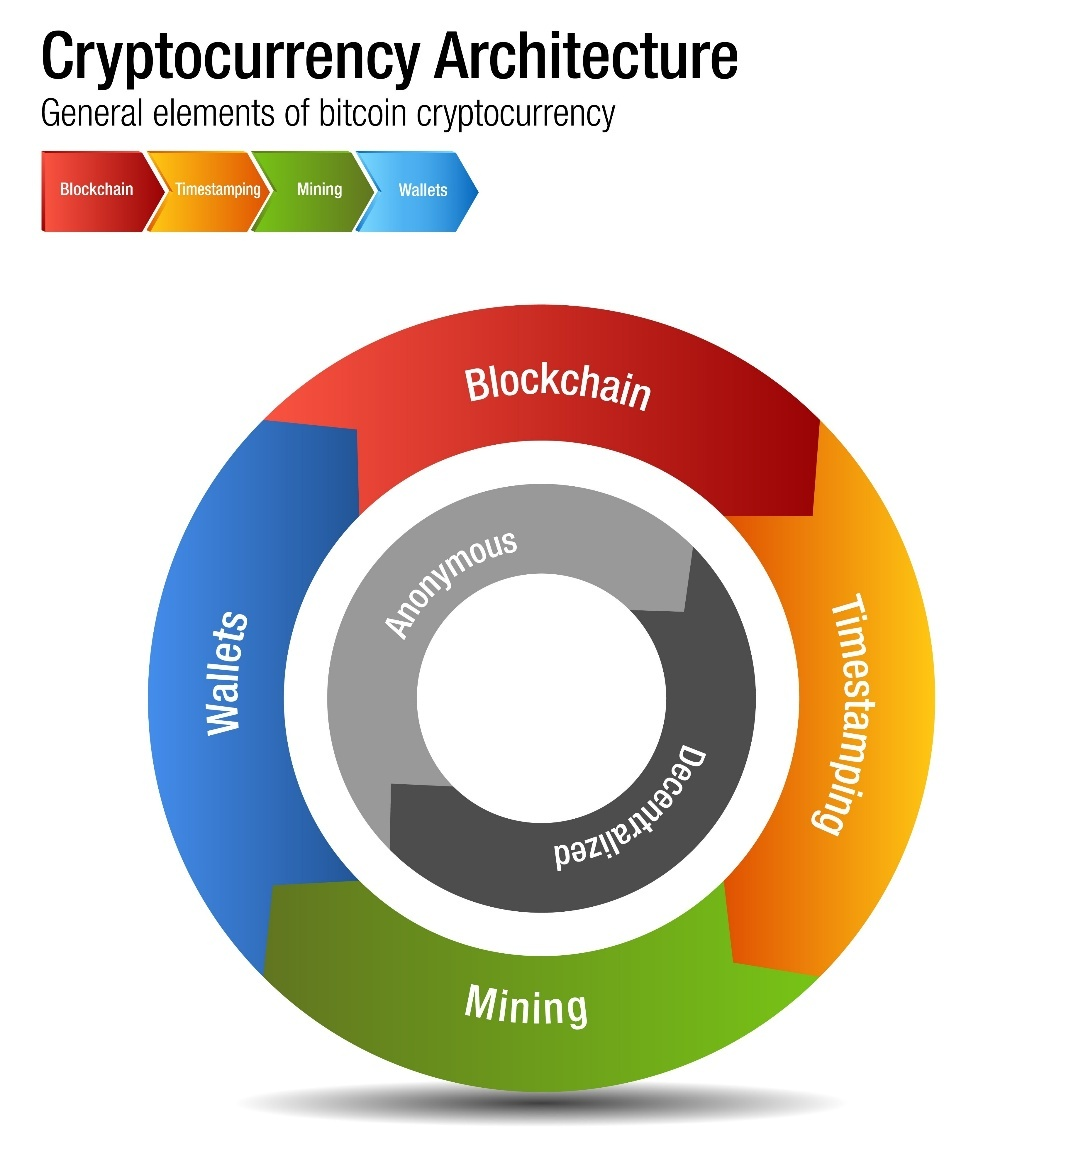 Cryptocurrency Architecture
General elements of bitcoin cryptocurrency
Blockchain
Timestamping
Mining
Wallets
Blockchain
Timestamping
Mining
Wallets
Anonymous
Decentralized